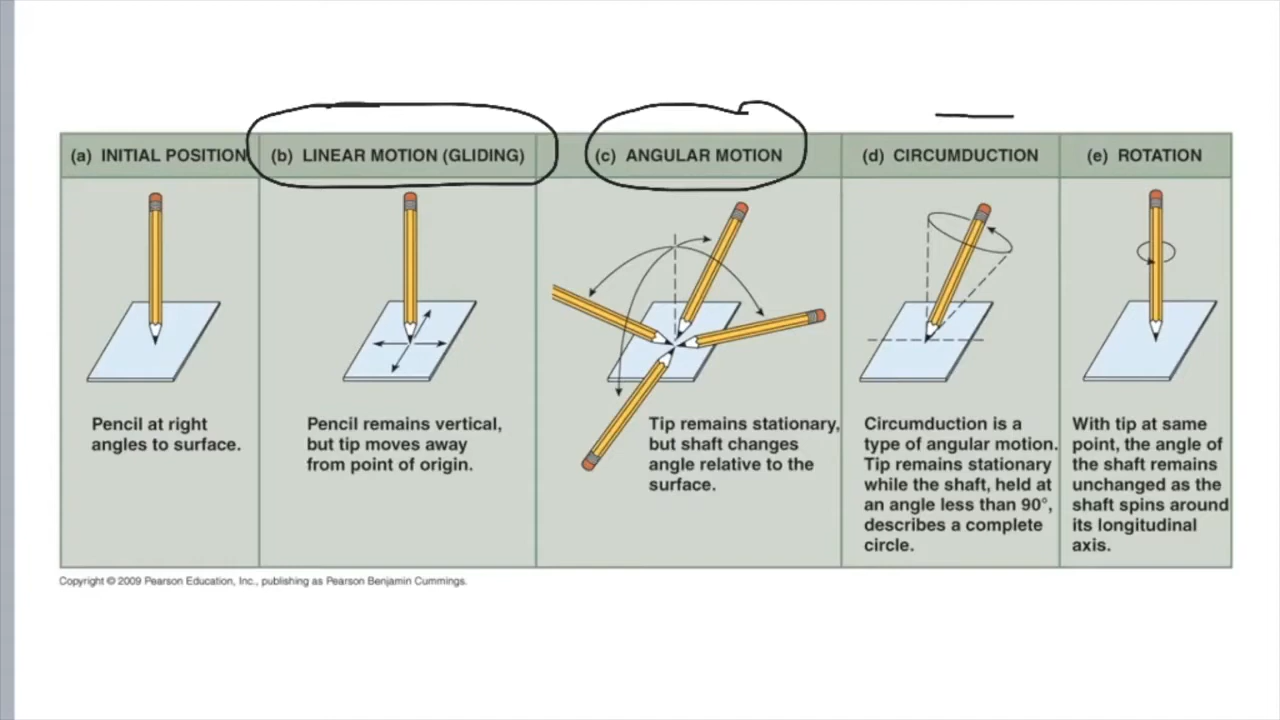 (a) INITIAL POSITION
(b) LINEAR MOTION (GLIDING)
(c) ANGULAR MOTION
(d) CIRCUMDUCTION
(e) ROTATION
Pencil at right
angles to surface.
Pencil remains vertical,
but tip moves away
from point of origin.
Tip remains stationary,
but shaft changes
angle relative to the
surface.
Circumduction is a
type of angular motion.
Tip remains stationary
while the shaft, held at
an angle less than 90°,
describes a complete
circle.
With tip at same
point, the angle of
the shaft remains
unchanged as the
shaft spins around
its longitudinal
axis.
Copyright © 2009 Pearson Education, Inc., publishing as Pearson Benjamin Cummings.